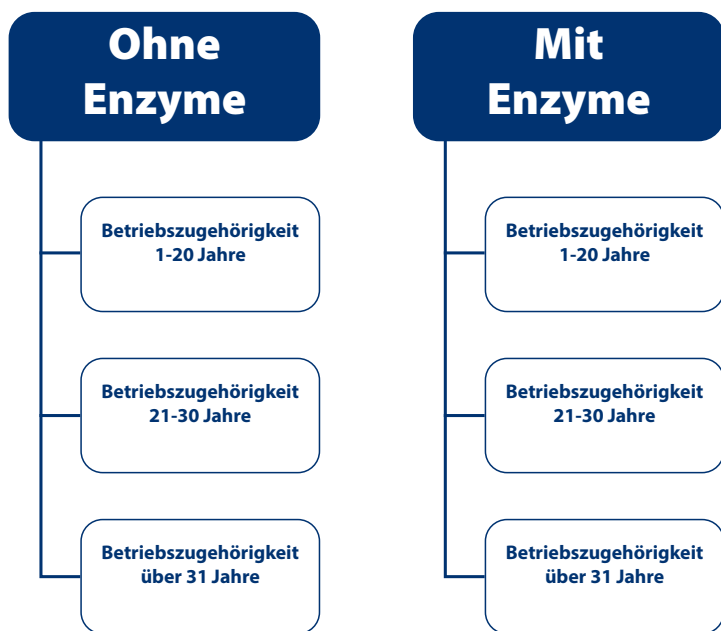 Ohne
Enzyme
Betriebszugehörigkeit
1-20 Jahre
Betriebszugehörigkeit
21-30 Jahre
Betriebszugehörigkeit
über 31 Jahre
Mit
Enzyme
Betriebszugehörigkeit
1-20 Jahre
Betriebszugehörigkeit
21-30 Jahre
Betriebszugehörigkeit
über 31 Jahre